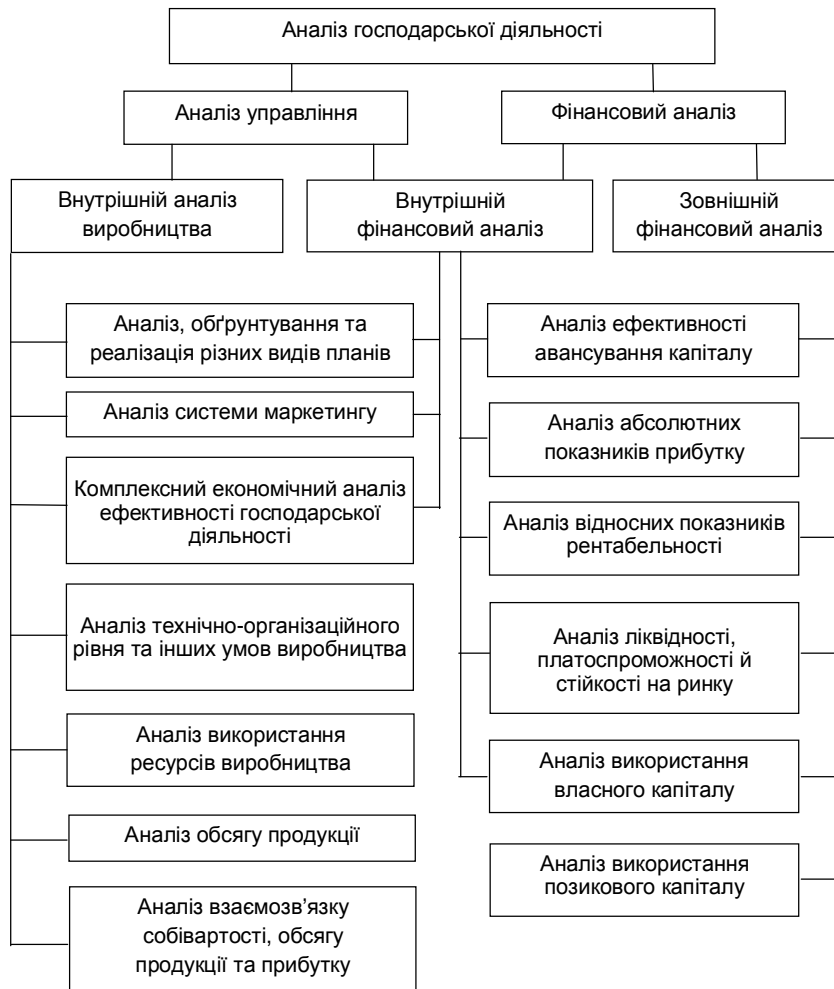 Аналіз господарської діяльності
Аналіз управління
Фінансовий аналіз
Внутрішній аналіз
виробництва
Внутрішній
фінансовий аналіз
Зовнішній
фінансовий аналіз
Аналіз, обґрунтування та
реалізація різних видів планів
Аналіз системи маркетингу
Комплексний економічний аналіз
ефективності господарської
діяльності
Аналіз технічно-організаційного
рівня та інших умов виробництва
Аналіз використання
ресурсів виробництва
Аналіз обсягу продукції
Аналіз взаємозв’язку
собівартості, обсягу
продукції та прибутку
Аналіз ефективності
авансування капіталу
Аналіз абсолютних
показників прибутку
Аналіз відносних показників
рентабельності
Аналіз ліквідності,
платоспроможності й
стійкості на ринку
Аналіз використання
власного капіталу
Аналіз використання
позикового капіталу